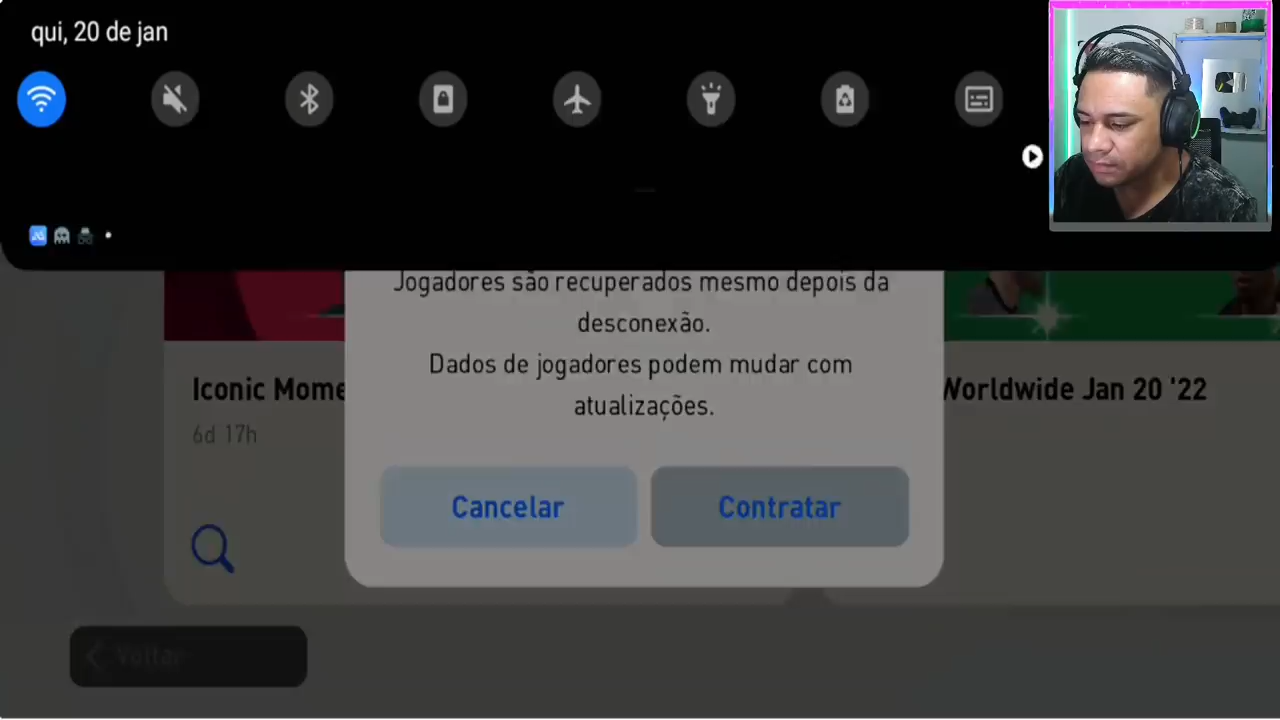 qui, 20 de jan
Jogadores são recuperados mesmo depois da
desconexão.
Dados de jogadores podem mudar com
atualizações.
Iconic Mome
6d 17h
Worldwide Jan 20 '22
Cancelar
Contratar
Voltar